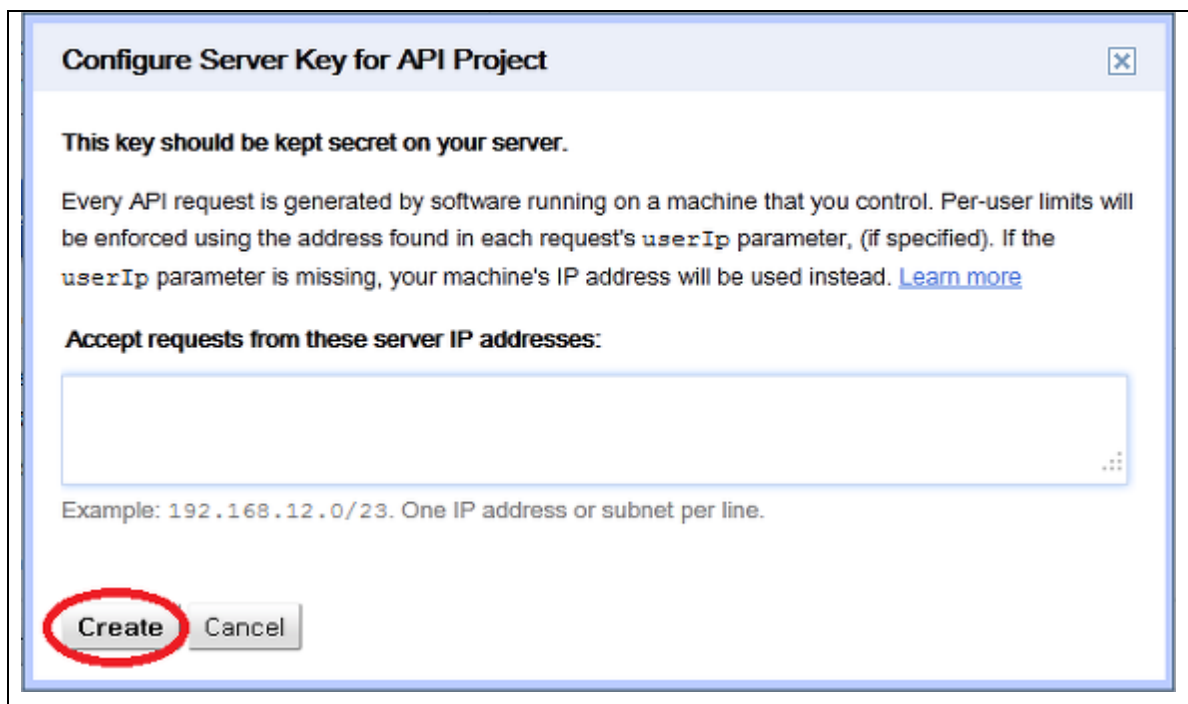 Configure Server Key for API Project
This key should be kept secret on your server.
Every API request is generated by software running on a machine that you control. Per-user limits will
be enforced using the address found in each request's userIp parameter, (if specified). If the
userIp parameter is missing, your machine's IP address will be used instead. Learn more
Accept requests from these server IP addresses:
Example: 192.168.12.0/23. One IP address or subnet per line.
Create Cancel